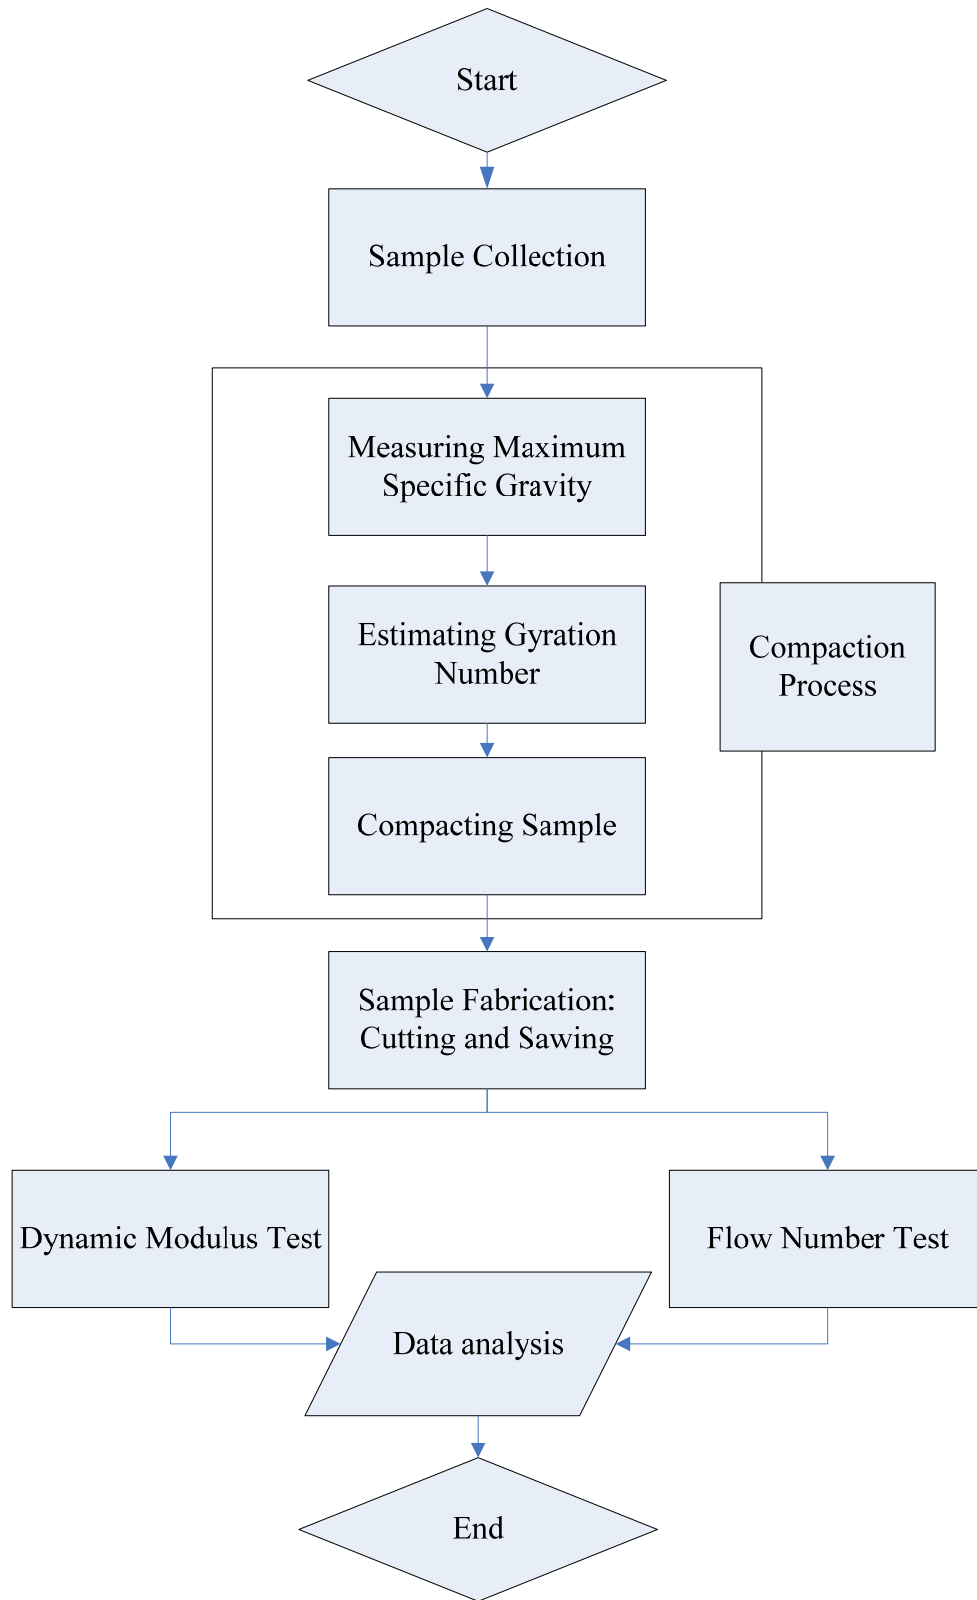 Start
Sample Collection
Measuring Maximum
Specific Gravity
Estimating Gyration
Number
Compaction
Process
Compacting Sample
Sample Fabrication:
Cutting and Sawing
Dynamic Modulus Test
Flow Number Test
Data analysis
End